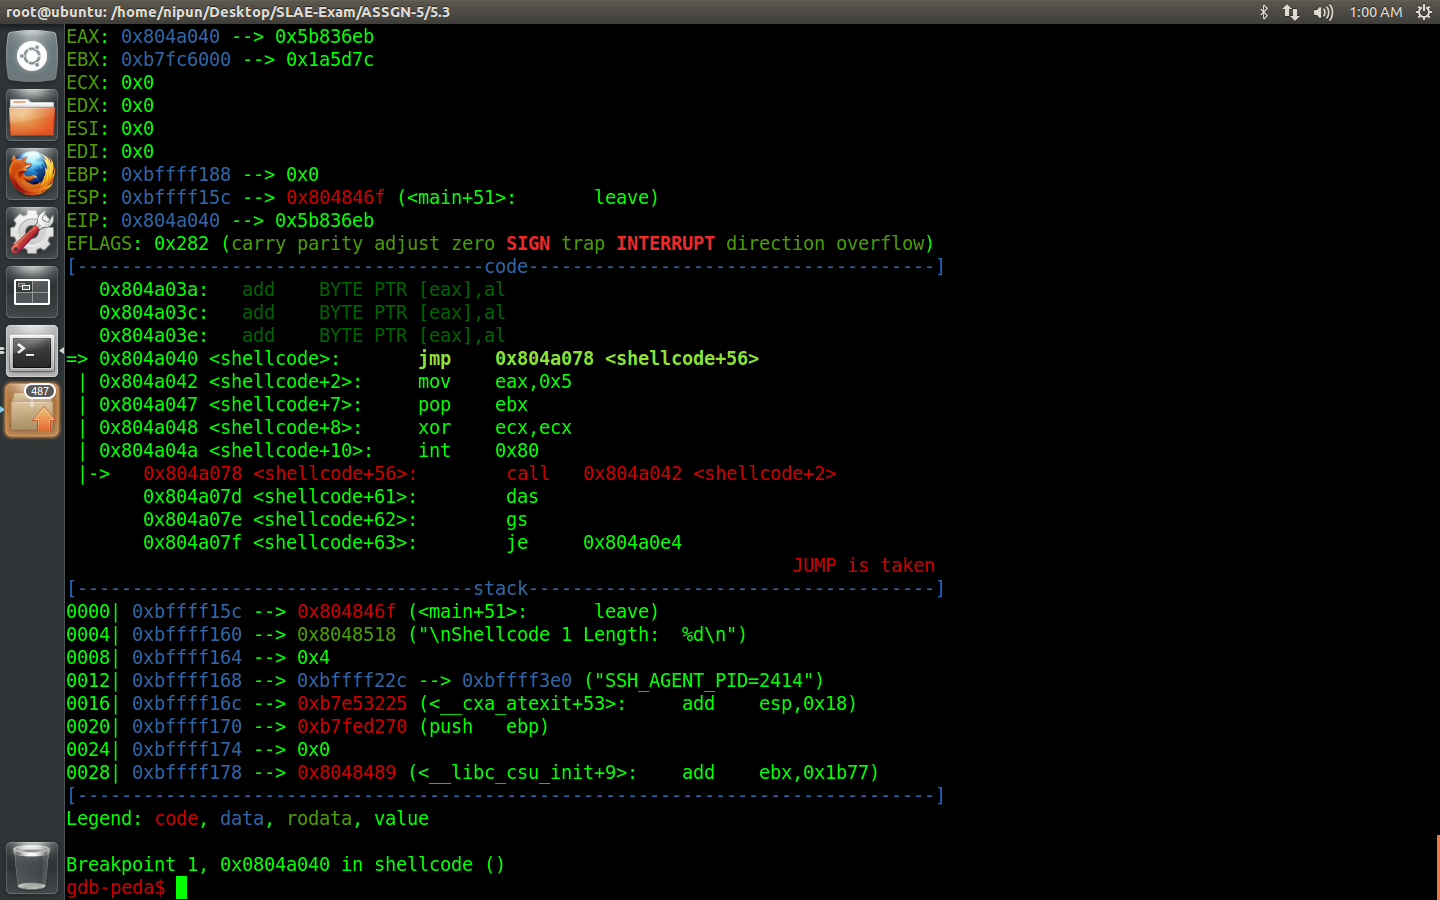 root@ubuntu: /home/nipun/Desktop/SLAE-Exam/ASSGN-5/5.3 1:00 AM
EAX: 0x804a040 --> 0x5b836eb
EBX: 0xb7fc6000 --> 0x1a5d7c
ECX: 0x0
EDX: 0x0
ESI: 0x0
EDI: 0x0
EBP: 0xbffff188 --> 0x0
ESP: 0xbffff15c --> 0x804846f (<main+51>: leave)
EIP: 0x804a040 --> 0x5b836eb
EFLAGS: 0x282 (carry parity adjust zero SIGN trap INTERRUPT direction overflow)
[-------------------------------------code-------------------------------------]
0x804a03a: add BYTE PTR [eax],al
0x804a03c: add BYTE PTR [eax],al
0x804a03e: add BYTE PTR [eax],al
=> 0x804a040 <shellcode>: jmp 0x804a078 <shellcode+56>
| 0x804a042 <shellcode+2>: mov eax,0x5
| 0x804a047 <shellcode+7>: pop ebx
| 0x804a048 <shellcode+8>: xor ecx,ecx
| 0x804a04a <shellcode+10>: int 0x80
|-> 0x804a078 <shellcode+56>: call 0x804a042 <shellcode+2>
0x804a07d <shellcode+61>: das
0x804a07e <shellcode+62>: gs
0x804a07f <shellcode+63>: je 0x804a0e4
JUMP is taken
[------------------------------------stack-------------------------------------]
0000| 0xbffff15c --> 0x804846f (<main+51>: leave)
0004| 0xbffff160 --> 0x8048518 ("\nShellcode 1 Length: %d\n")
0008| 0xbffff164 --> 0x4
0012| 0xbffff168 --> 0xbffff22c --> 0xbffff3e0 ("SSH_AGENT_PID=2414")
0016| 0xbffff16c --> 0xb7e53225 (<__cxa_atexit+53>: add esp,0x18)
0020| 0xbffff170 --> 0xb7fed270 (push ebp)
0024| 0xbffff174 --> 0x0
0028| 0xbffff178 --> 0x8048489 (<__libc_csu_init+9>: add ebx,0x1b77)
[------------------------------------------------------------------------------]
Legend: code, data, rodata, value
Breakpoint 1, 0x0804a040 in shellcode ()
gdb-peda$
487